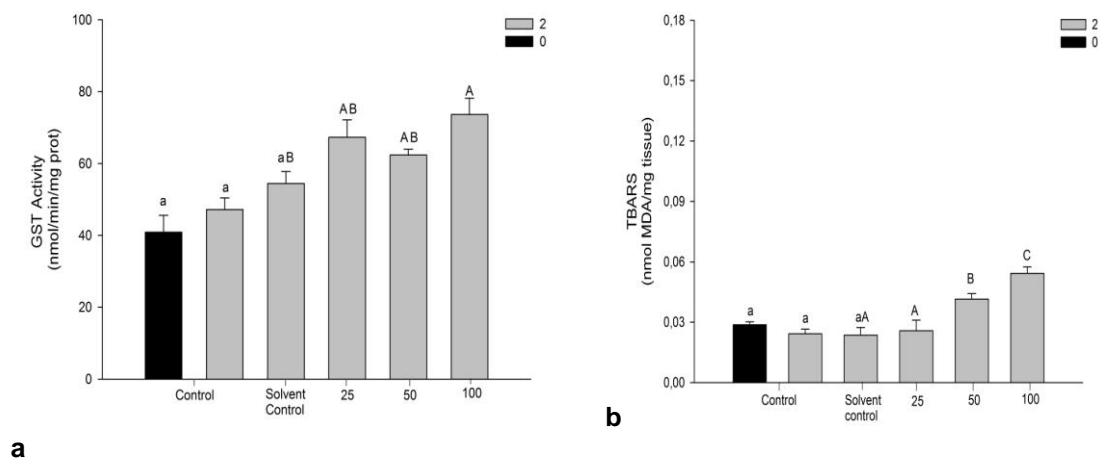 100
80
60
40
20
0
GST Activity
(nmol/min/mg prot)
2
0
a
a
aB
AB
AB
A
Control
Solvent
Control
25
50
100
a
0,18
0,15
0,12
0,09
0,06
0,03
0,00
TBARS
(nmol MDA/mg tissue)
2
0
a
a
aA
A
B
C
Control
Solvent
control
25
50
100
b